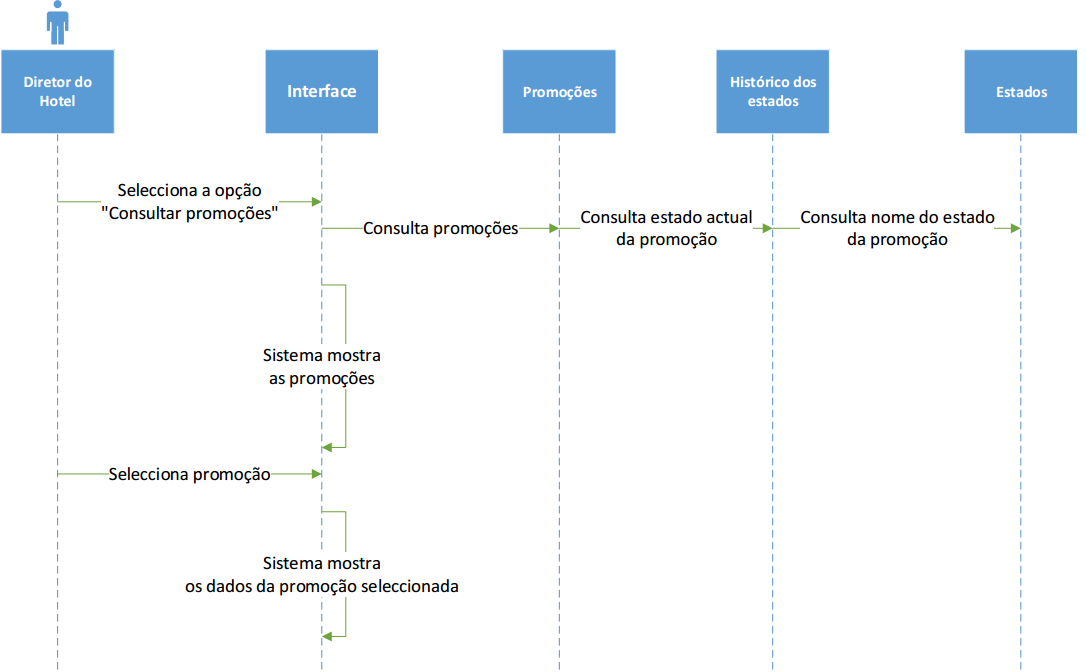 Diretor do
Hotel
Interface
Promoções
Histórico dos
estados
Estados
Selecciona a opção
"Consultar promoções"
Consulta promoções
Consulta estado actual
da promoção
Consulta nome do estado
da promoção
Sistema mostra
as promoções
Selecciona promoção
Sistema mostra
os dados da promoção seleccionada